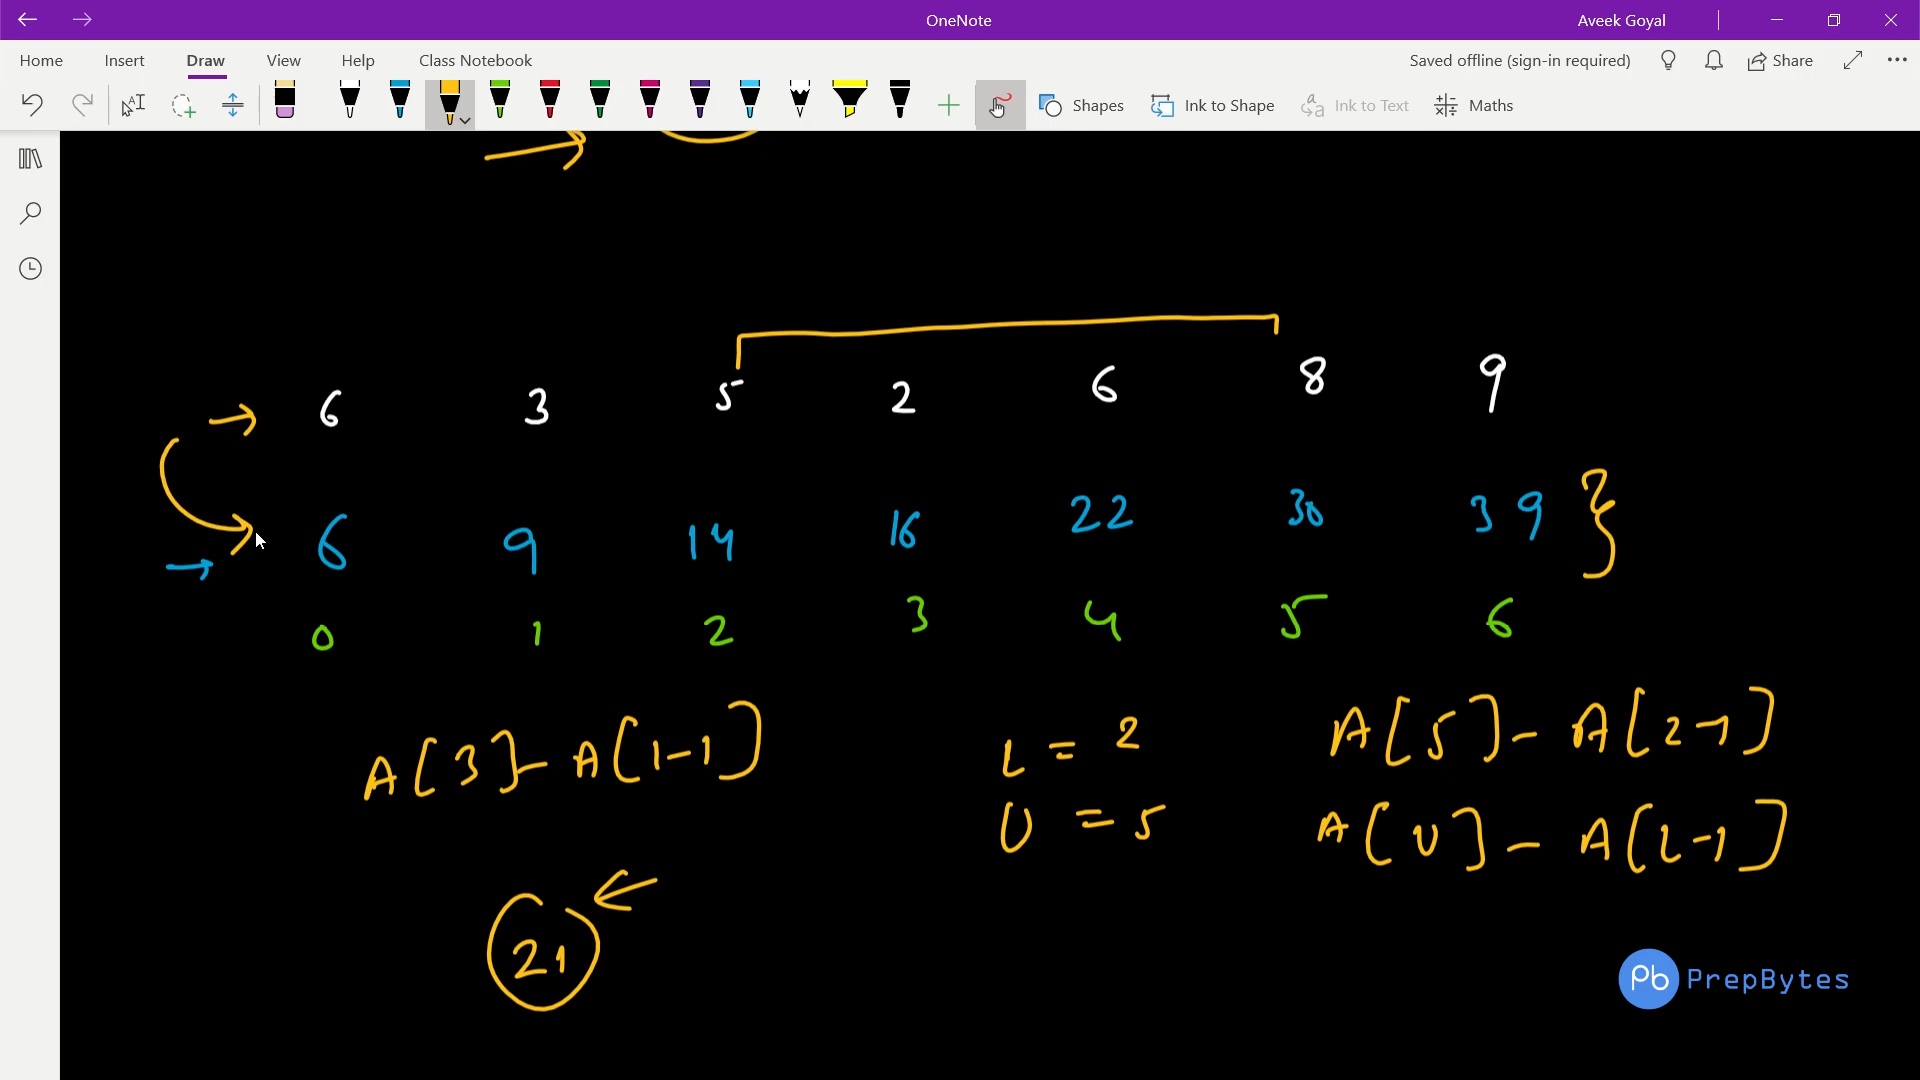 OneNote
Aveek Goyal
Home Insert Draw View Help Class Notebook
Saved offline (sign-in required) Share
Shapes Ink to Shape Ink to Text Maths
6 3 5 2 6 8 9
6 9 14 16 22 30 39 }
0 1 2 3 4 5 6
A[3]-A[1-1]
L = 2
U = 5
A[5]-A[2-1]
A[U]-A[L-1]
21
Pb PrepBytes